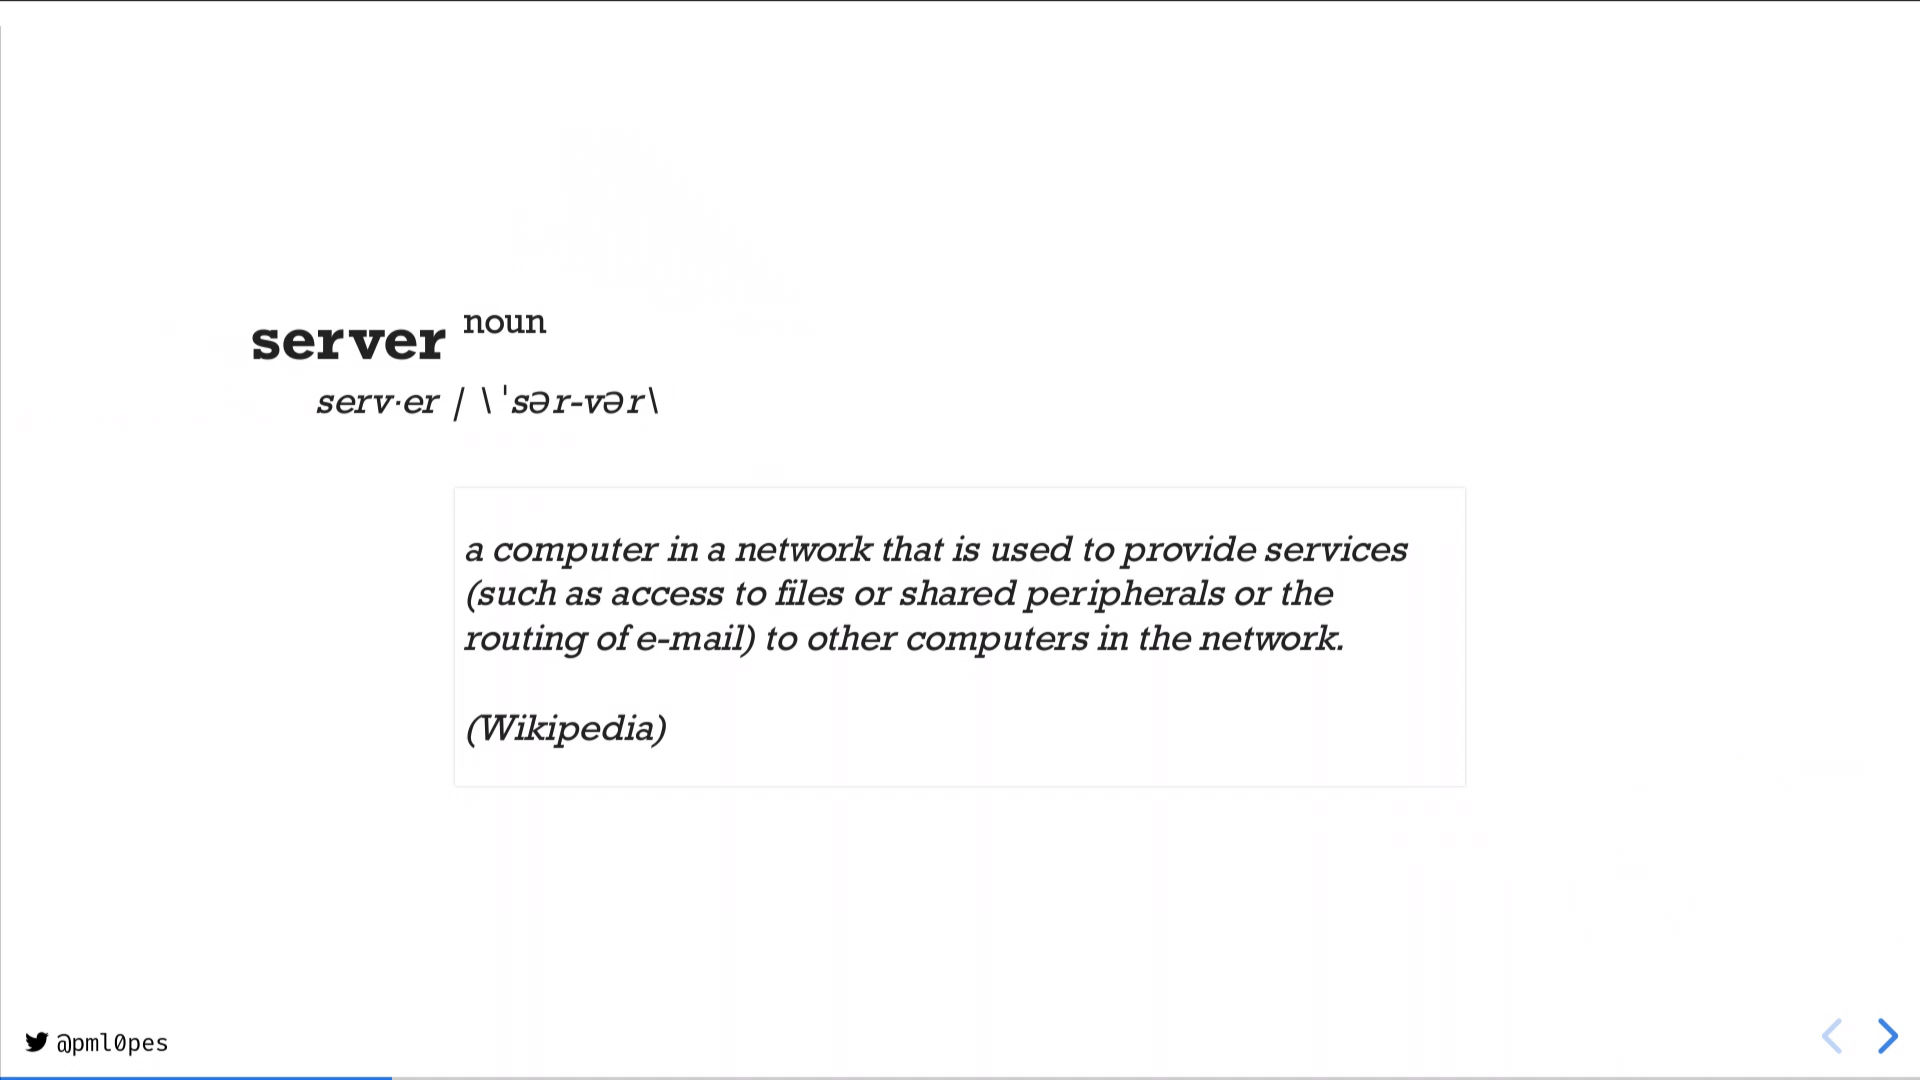 server noun
serv·er | \ ˈsər-vər\
a computer in a network that is used to provide services
(such as access to files or shared peripherals or the
routing of e-mail) to other computers in the network.
(Wikipedia)
@pml0pes